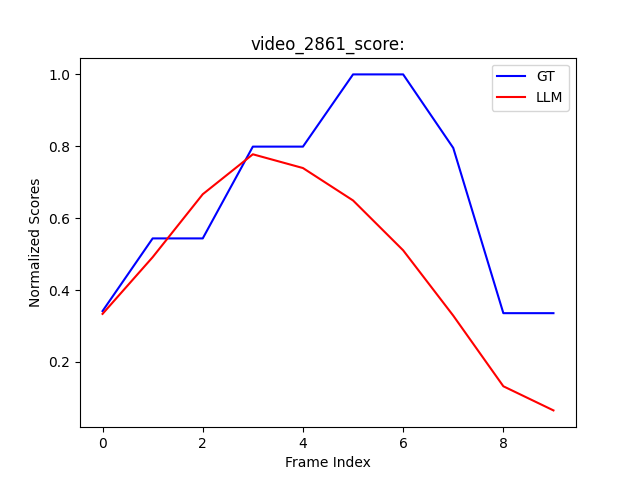 video_2861_score:
GT
LLM
Normalized Scores
1.0
0.8
0.6
0.4
0.2
0 2 4 6 8
Frame Index